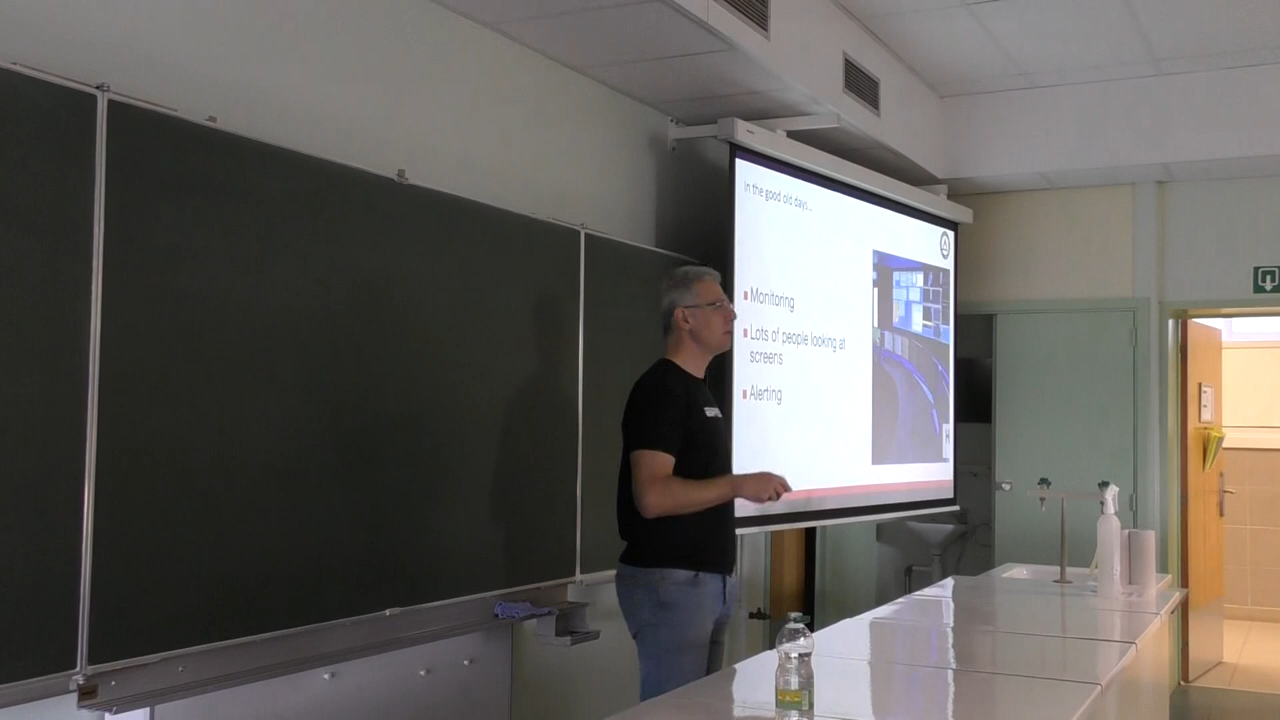 In the good old days...
Monitoring
Lots of people looking at
screens
Alerting
H